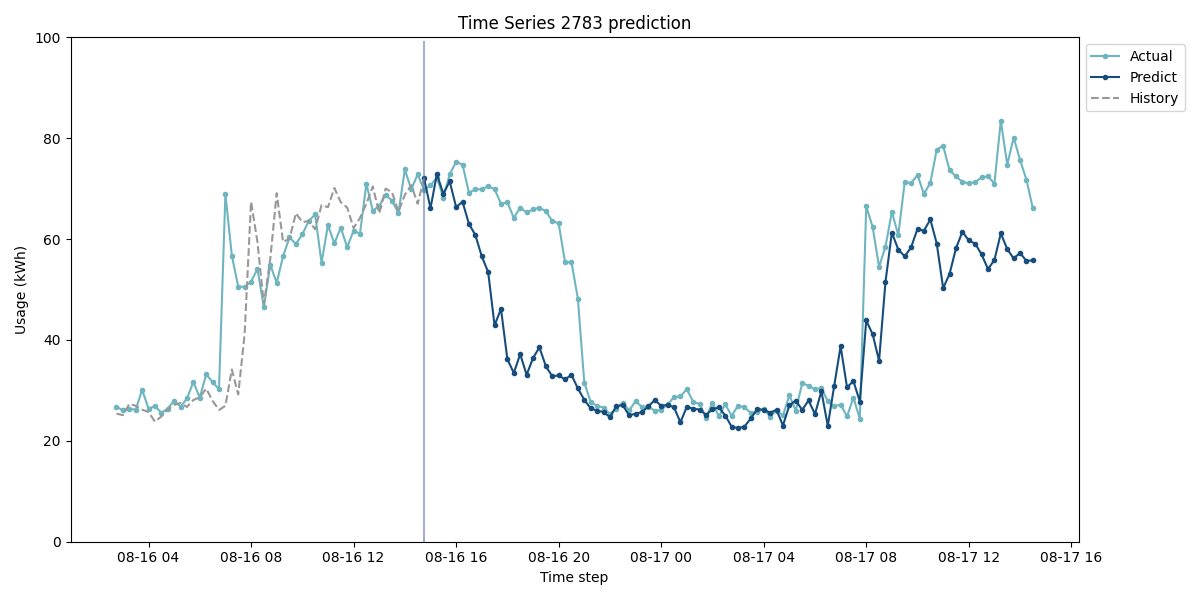 Time Series 2783 prediction
100
80
60
40
20
0
Usage (kWh)
08-16 04
08-16 08
08-16 12
08-16 16
08-16 20
08-17 00
08-17 04
08-17 08
08-17 12
08-17 16
Time step
Actual
Predict
History